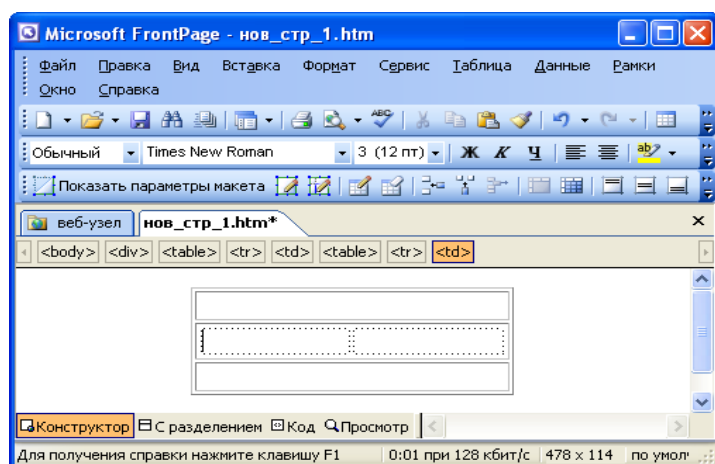 Microsoft FrontPage - нов_стр_1.htm
Файл Правка Вид Вставка Формат Сервис Таблица Данные Рамки
Окно Справка
Обычный Times New Roman 3 (12 пт) Ж К Ч ab
Показать параметры макета
веб-узел нов_стр_1.htm*
<body> <div> <table> <tr> <td> <table> <tr> <td>
Конструктор С разделением Код Просмотр
Для получения справки нажмите клавишу F1 0:01 при 128 кбит/с 478 x 114 по умол